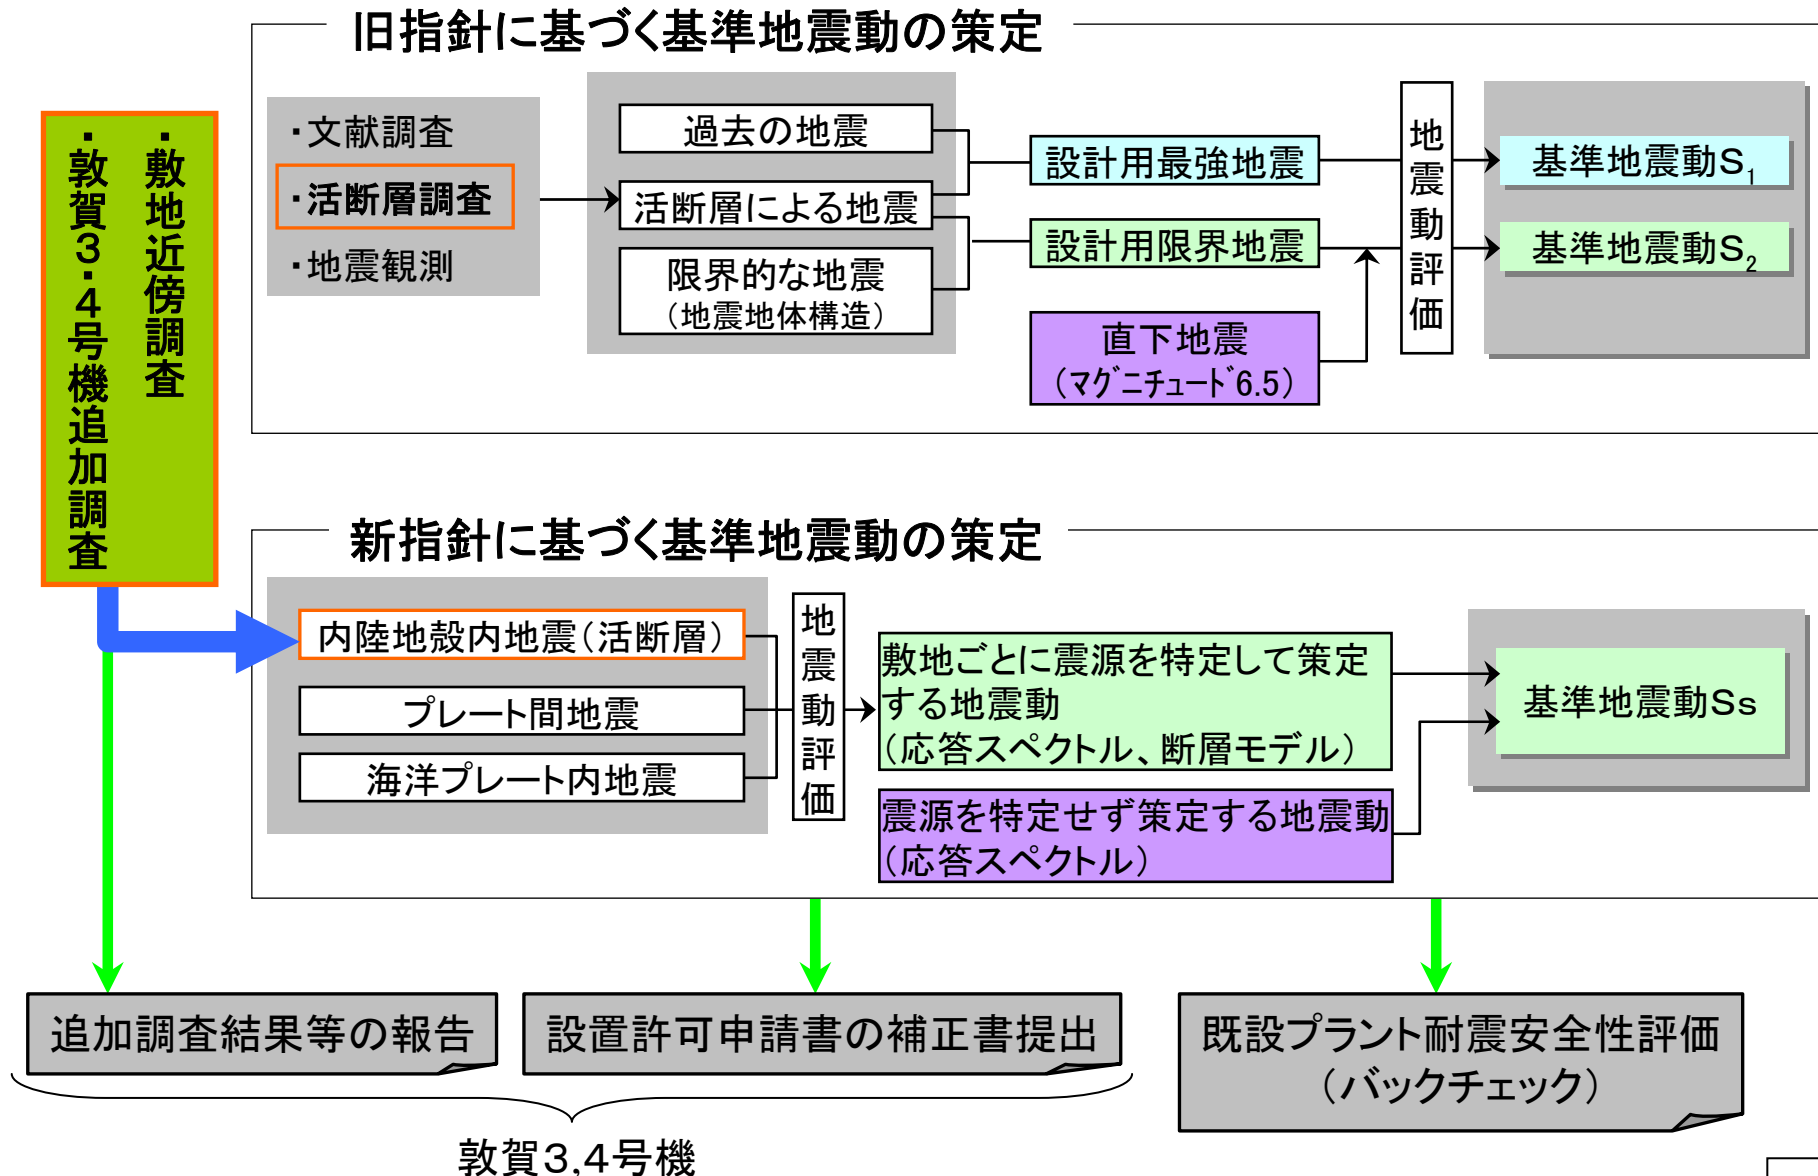 旧指針に基づく基準地震動の策定
・敷地近傍調査
・敦賀3・4号機追加調査
・文献調査
・活断層調査
・地震観測
過去の地震
活断層による地震
限界的な地震
（地震地体構造）
設計用最強地震
設計用限界地震
直下地震
（マグニチュード6.5）
地震動評価
基準地震動S1
基準地震動S2
新指針に基づく基準地震動の策定
内陸地殻内地震（活断層）
プレート間地震
海洋プレート内地震
地震動評価
敷地ごとに震源を特定して策定
する地震動
（応答スペクトル、断層モデル）
震源を特定せず策定する地震動
（応答スペクトル）
基準地震動Ss
追加調査結果等の報告
設置許可申請書の補正書提出
既設プラント耐震安全性評価
（バックチェック）
敦賀3,4号機